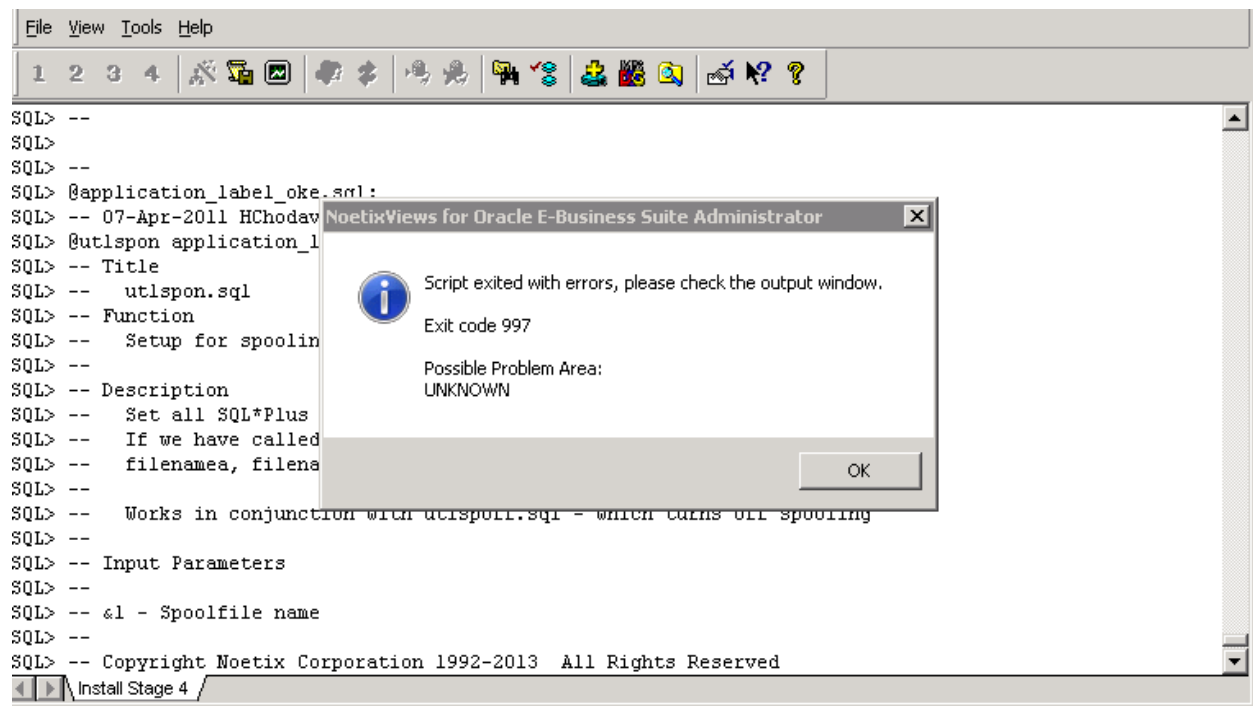 File View Tools Help
1 2 3 4
SQL> --
SQL>
SQL> --
SQL> @application_label_oke.sql;
SQL> -- 07-Apr-2011 HChodav
SQL> @utlspon application_l
SQL> -- Title
SQL> -- utlspon.sql
SQL> -- Function
SQL> -- Setup for spoolin
SQL> --
SQL> -- Description
SQL> -- Set all SQL*Plus
SQL> -- If we have called
SQL> -- filenamea, filena
SQL> --
SQL> -- Works in conjunction with utlspoff.sql - which turns off spooling
SQL> --
SQL> -- Input Parameters
SQL> --
SQL> -- &1 - Spoolfile name
SQL> --
SQL> -- Copyright Noetix Corporation 1992-2013 All Rights Reserved
Install Stage 4
NoetixViews for Oracle E-Business Suite Administrator
Script exited with errors, please check the output window.
Exit code 997
Possible Problem Area:
UNKNOWN
OK